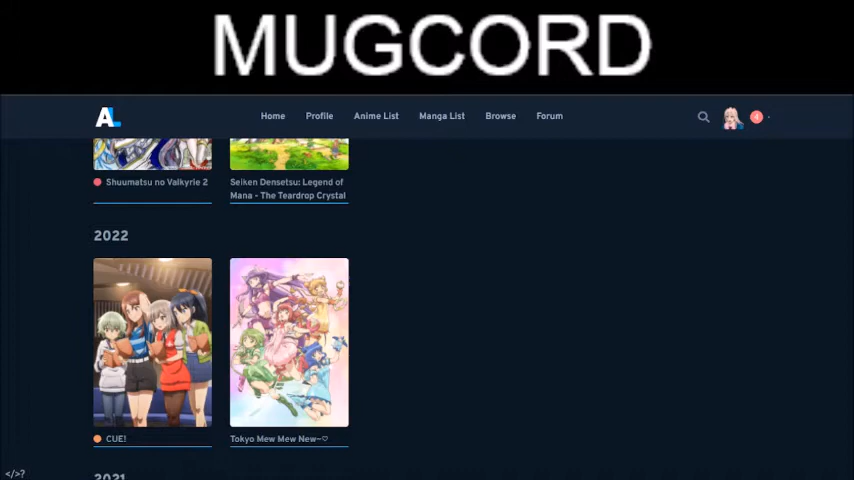 MUGCORD
AL Home Profile Anime List Manga List Browse Forum
Shuumatsu no Valkyrie 2
Seiken Densetsu: Legend of
Mana - The Teardrop Crystal
2022
CUE!
Tokyo Mew Mew New~♡
2021
</>?